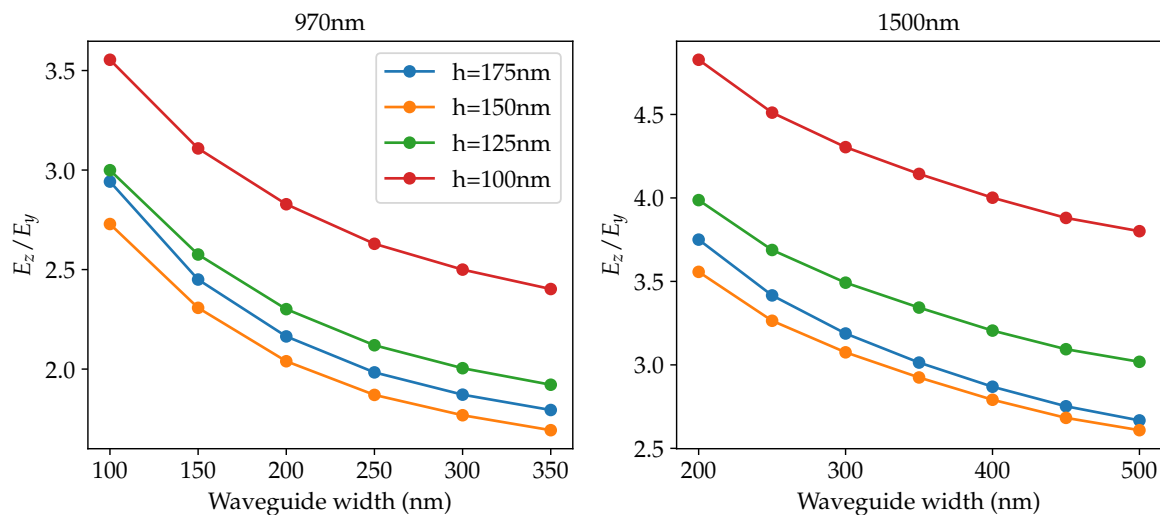 970nm
3.5
3.0
2.5
2.0
E_z/E_y
100 150 200 250 300 350
Waveguide width (nm)
h=175nm
h=150nm
h=125nm
h=100nm
1500nm
4.5
4.0
3.5
3.0
2.5
E_z/E_y
200 300 400 500
Waveguide width (nm)